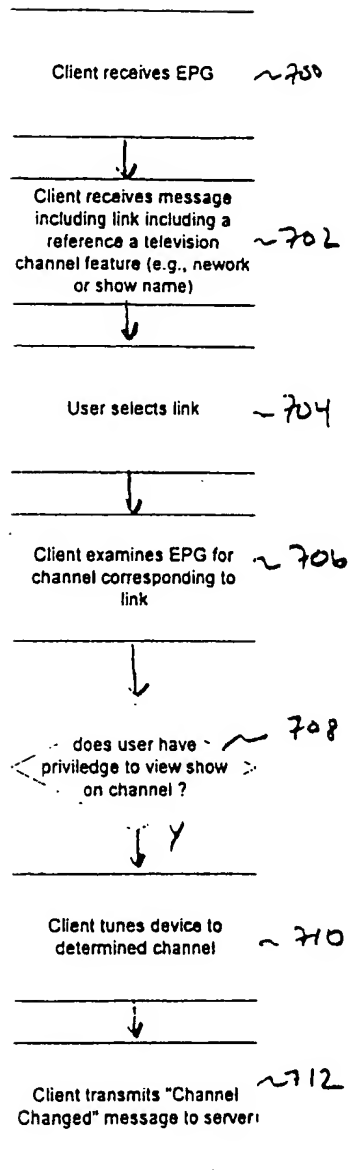 Client receives EPG ~700
Client receives message
including link including a
reference a television ~702
channel feature (e.g., nework
or show name)
User selects link ~704
Client examines EPG for ~706
channel corresponding to
link
does user have 708
priviledge to view show
on channel ?
Y
Client tunes device to
determined channel ~710
Client transmits "Channel ~712
Changed" message to server